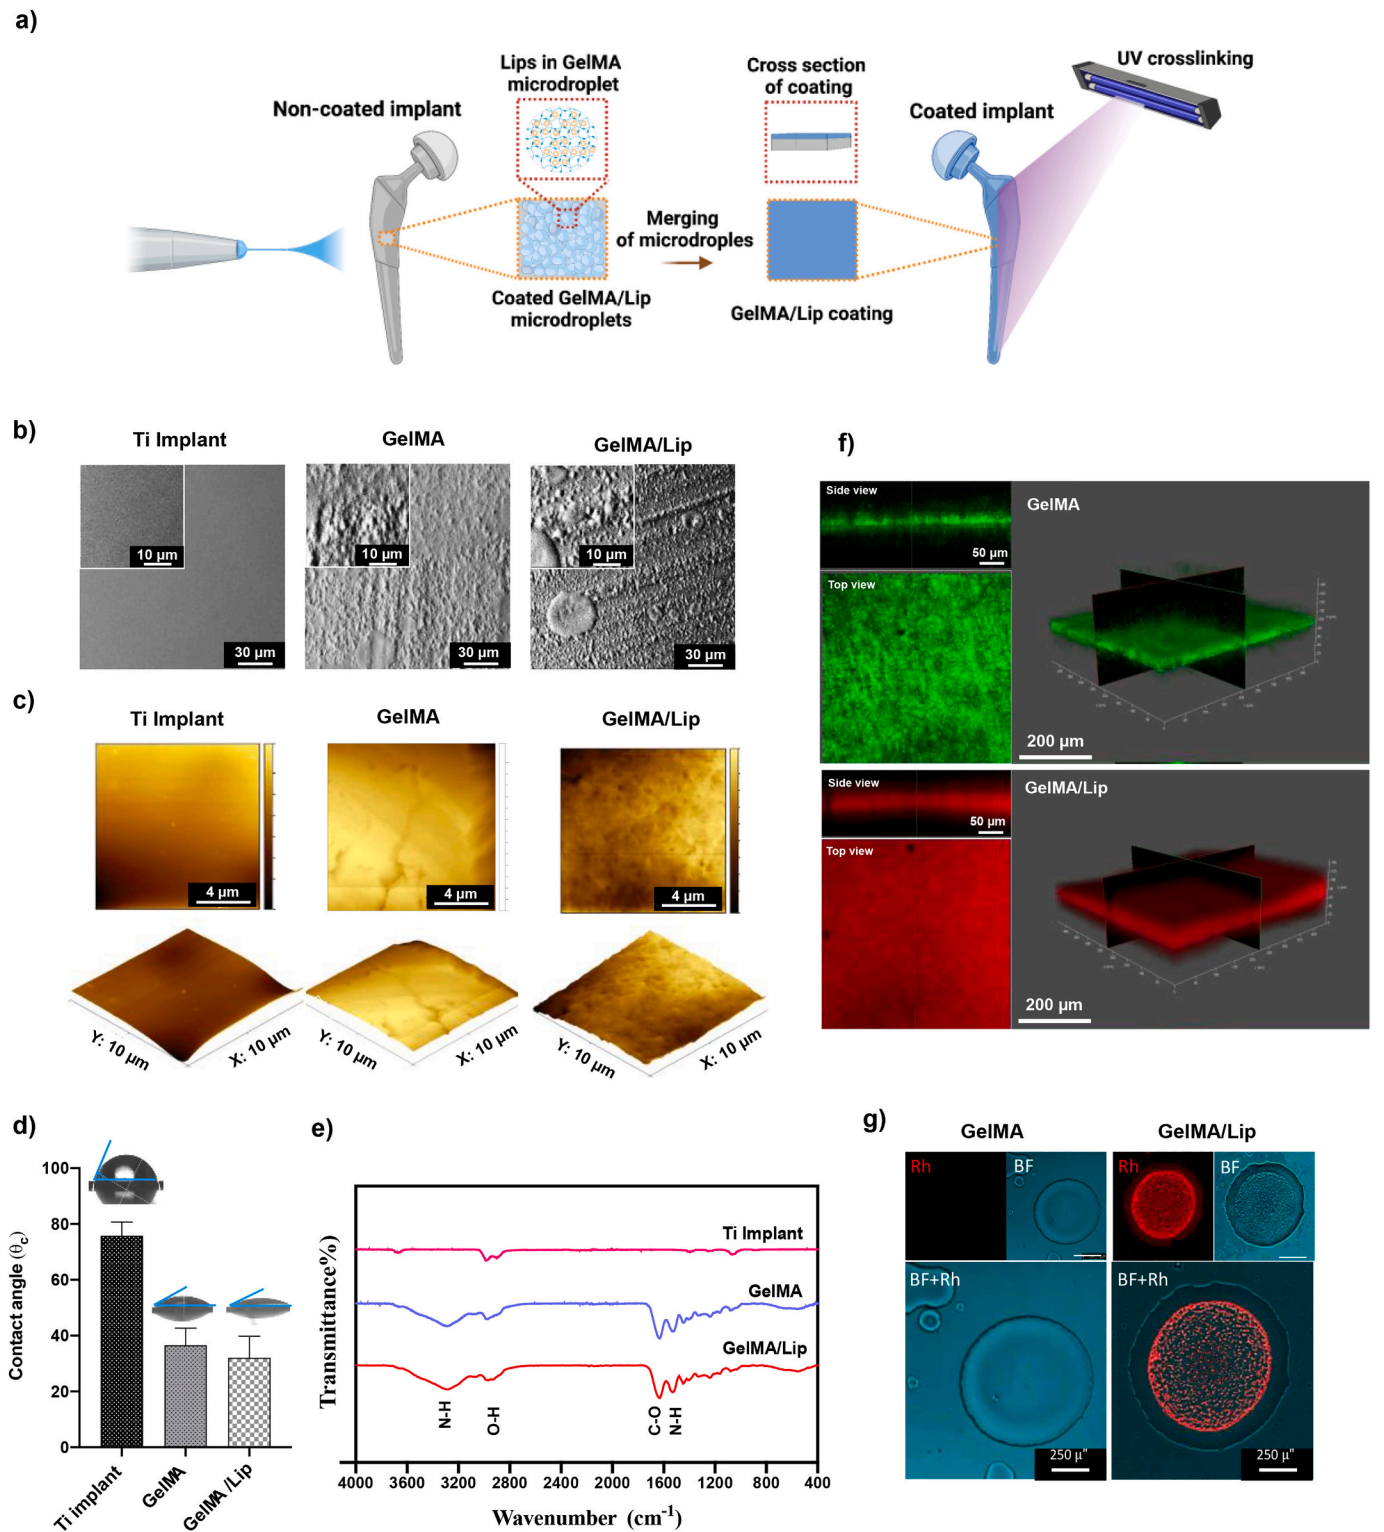 a)
Non-coated implant
Lips in GelMA
microdroplet
Cross section
of coating
Coated implant
UV crosslinking
Merging
of microdroples
Coated GelMA/Lip
microdroplets
GelMA/Lip coating
b)
Ti Implant
GelMA
GelMA/Lip
10 µm
10 µm
10 µm
30 µm
30 µm
30 µm
c)
Ti Implant
GelMA
GelMA/Lip
4 µm
4 µm
4 µm
Y: 10 µm
X: 10 µm
Y: 10 µm
X: 10 µm
Y: 10 µm
X: 10 µm
d)
Contact angle (θc)
100
80
60
40
20
0
Ti implant
GelMA
GelMA /Lip
e)
Transmittance%)
Ti Implant
GelMA
GelMA/Lip
N-H
O-H
C-O
N-H
4000 3600 3200 2800 2400 2000 1600 1200 800 400
Wavenumber (cm-1)
f)
Side view
50 µm
Top view
GelMA
200 µm
Side view
50 µm
Top view
GelMA/Lip
200 µm
g)
GelMA
GelMA/Lip
Rh
BF
Rh
BF
BF+Rh
BF+Rh
250 µ"
250 µ"